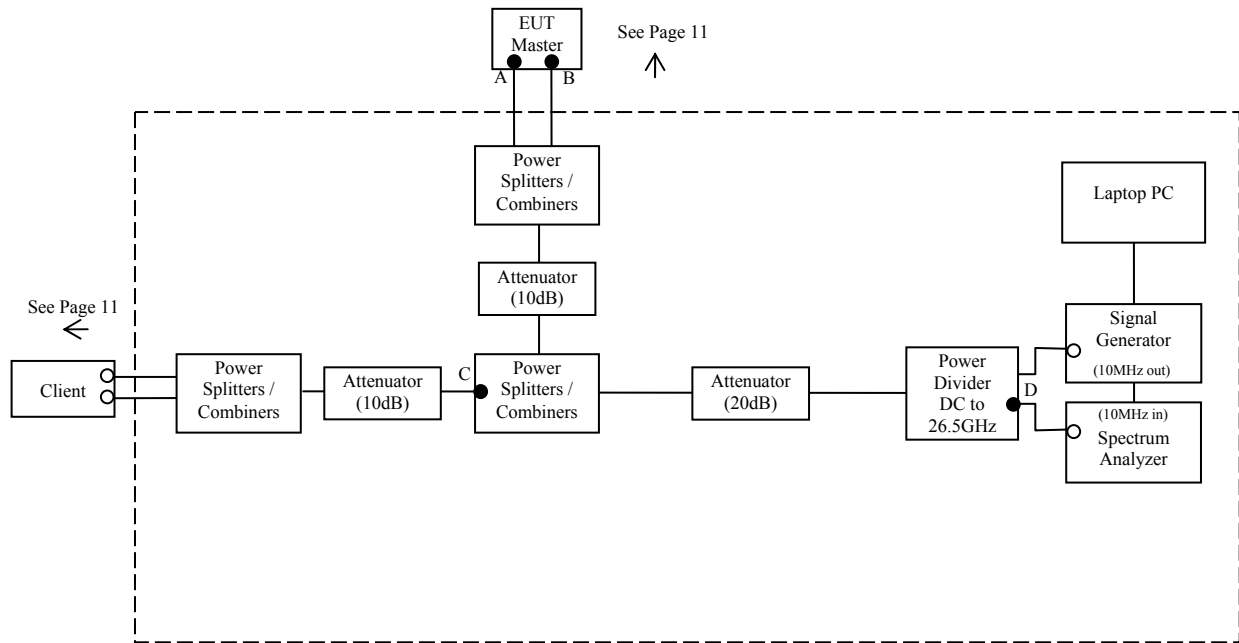 EUT
Master
See Page 11
A
B
Power
Splitters /
Combiners
Laptop PC
Attenuator
(10dB)
See Page 11
Client
Power
Splitters /
Combiners
Attenuator
(10dB)
C
Power
Splitters /
Combiners
Attenuator
(20dB)
Power
Divider
DC to
26.5GHz
D
Signal
Generator
(10MHz out)
(10MHz in)
Spectrum
Analyzer